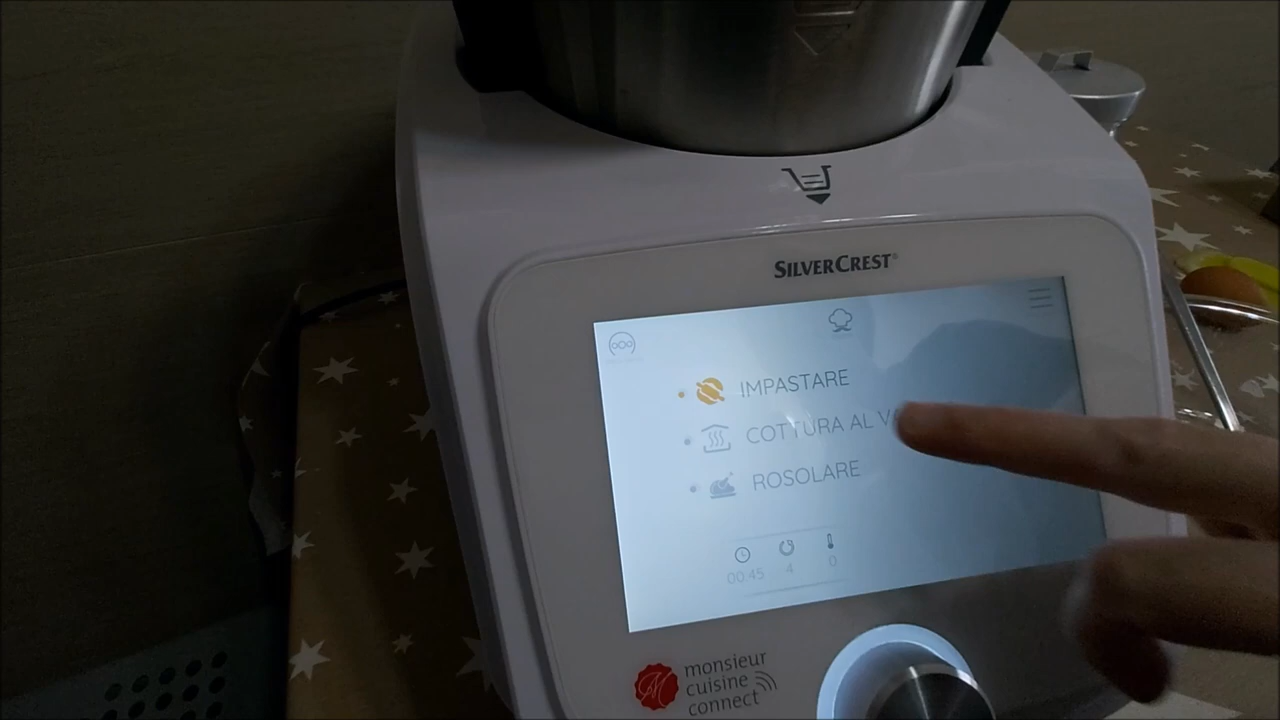 SILVERCREST®
IMPASTARE
COTTURA AL V
ROSOLARE
00:45 4 0
monsieur
cuisine
connect